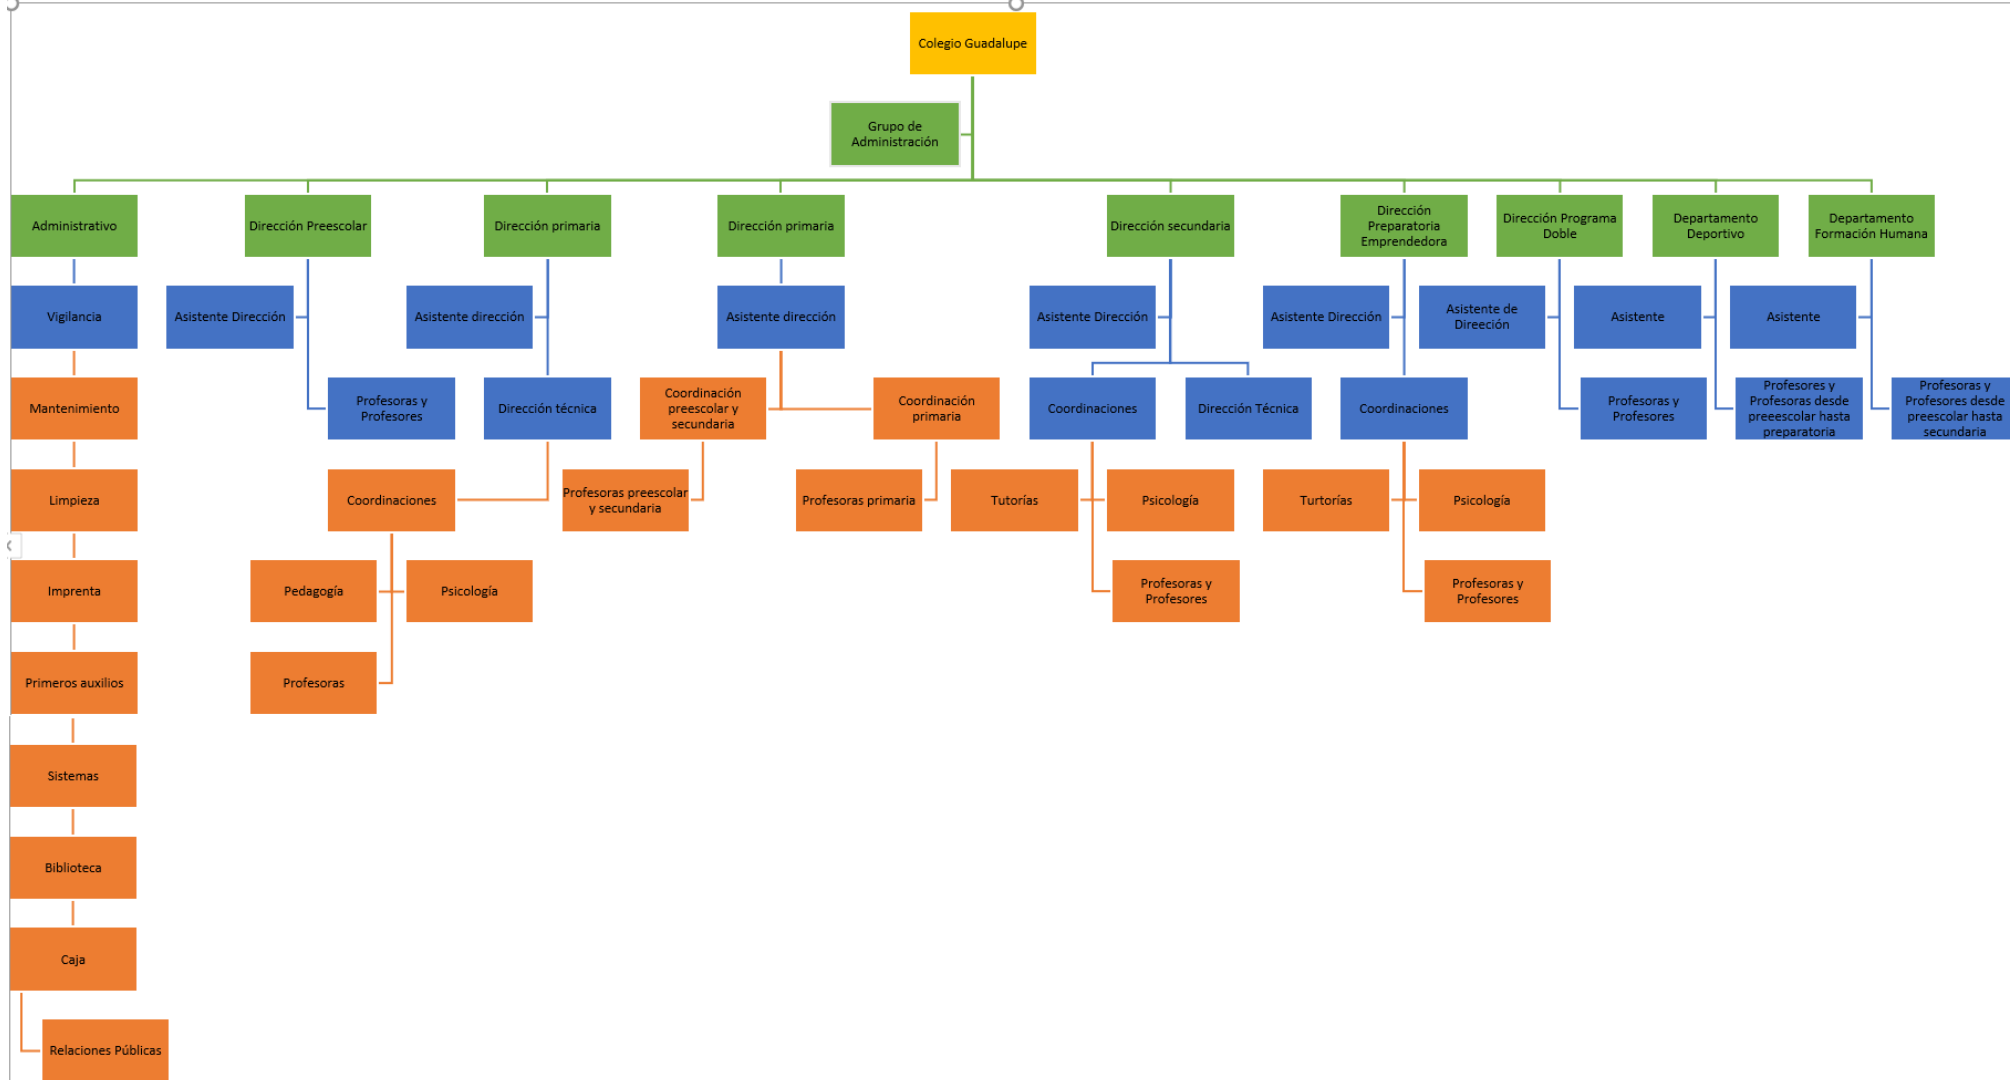 Colegio Guadalupe
Grupo de
Administración
Administrativo
Dirección Preescolar
Dirección primaria
Dirección primaria
Dirección secundaria
Dirección
Preparatoria
Emprendedora
Dirección Programa
Doble
Departamento
Deportivo
Departamento
Formación Humana
Vigilancia
Asistente Dirección
Asistente dirección
Asistente dirección
Asistente Dirección
Asistente Dirección
Asistente de
Direeción
Asistente
Asistente
Mantenimiento
Profesoras y
Profesores
Dirección técnica
Coordinación
preescolar y
secundaria
Coordinación
primaria
Coordinaciones
Dirección Técnica
Coordinaciones
Profesoras y
Profesores
Profesores y
Profesoras desde
preeescolar hasta
preparatoria
Profesoras y
Profesores desde
preescolar hasta
secundaria
Limpieza
Coordinaciones
Profesoras preescolar
y secundaria
Profesoras primaria
Tutorías
Psicología
Turtorías
Psicología
Imprenta
Pedagogía
Psicología
Profesoras y
Profesores
Profesoras y
Profesores
Primeros auxilios
Profesoras
Sistemas
Biblioteca
Caja
Relaciones Públicas